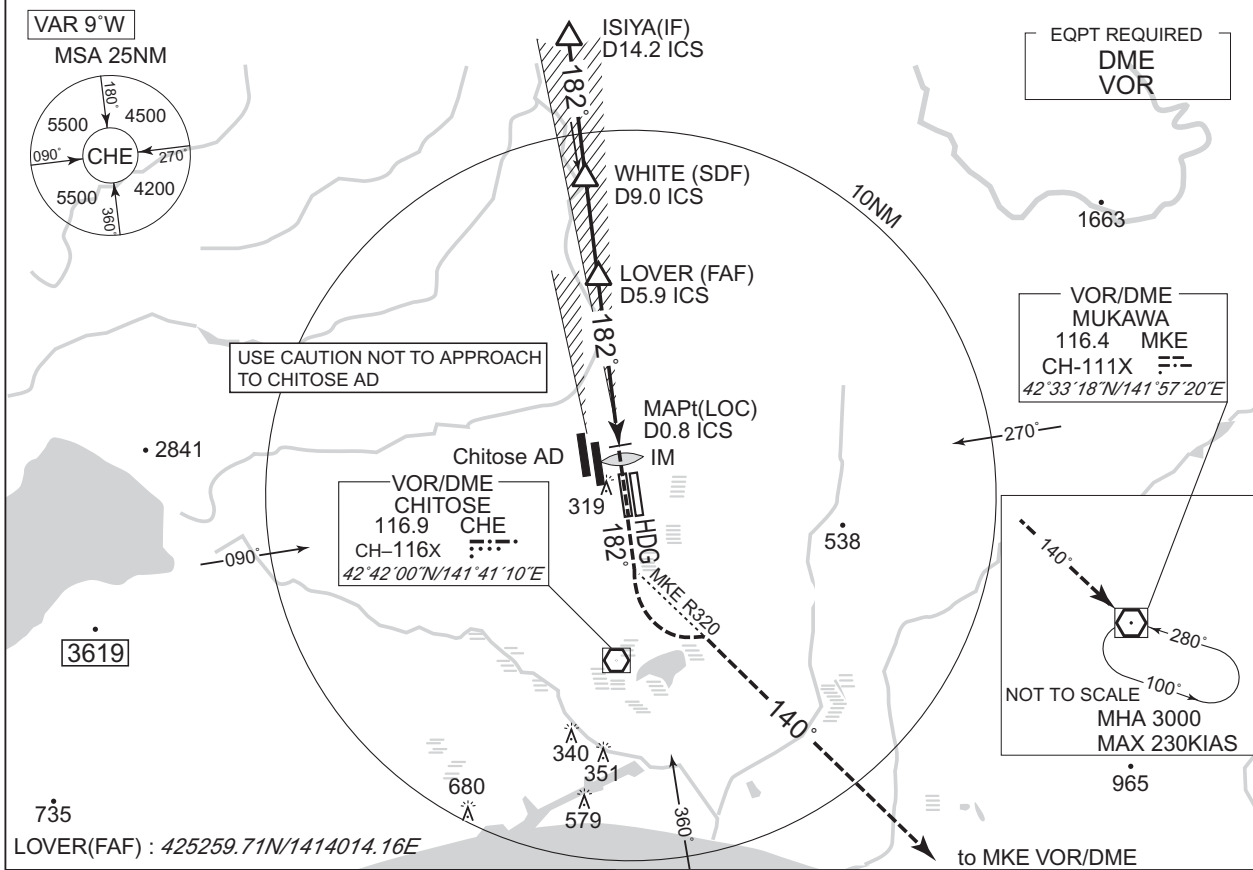 VAR 9°W
MSA 25NM
180°
4500
5500
090°
CHE
270°
5500
4200
360°
ISIYA(IF)
D14.2 ICS
182°
WHITE (SDF)
D9.0 ICS
LOVER (FAF)
D5.9 ICS
182°
MAPt(LOC)
D0.8 ICS
IM
EQPT REQUIRED
DME
VOR
10NM
1663
VOR/DME
MUKAWA
116.4 MKE
CH-111X
42°33´18˝N/141°57´20˝E
USE CAUTION NOT TO APPROACH
TO CHITOSE AD
2841
Chitose AD
319
270°
VOR/DME
CHITOSE
116.9 CHE
CH–116X
42°42´00˝N/141°41´10˝E
090°
HDG
182°
MKE R320
538
3619
140°
280°
100°
NOT TO SCALE
MHA 3000
MAX 230KIAS
140°
340
351
680
579
360°
965
735
LOVER(FAF) : 425259.71N/1414014.16E
to MKE VOR/DME